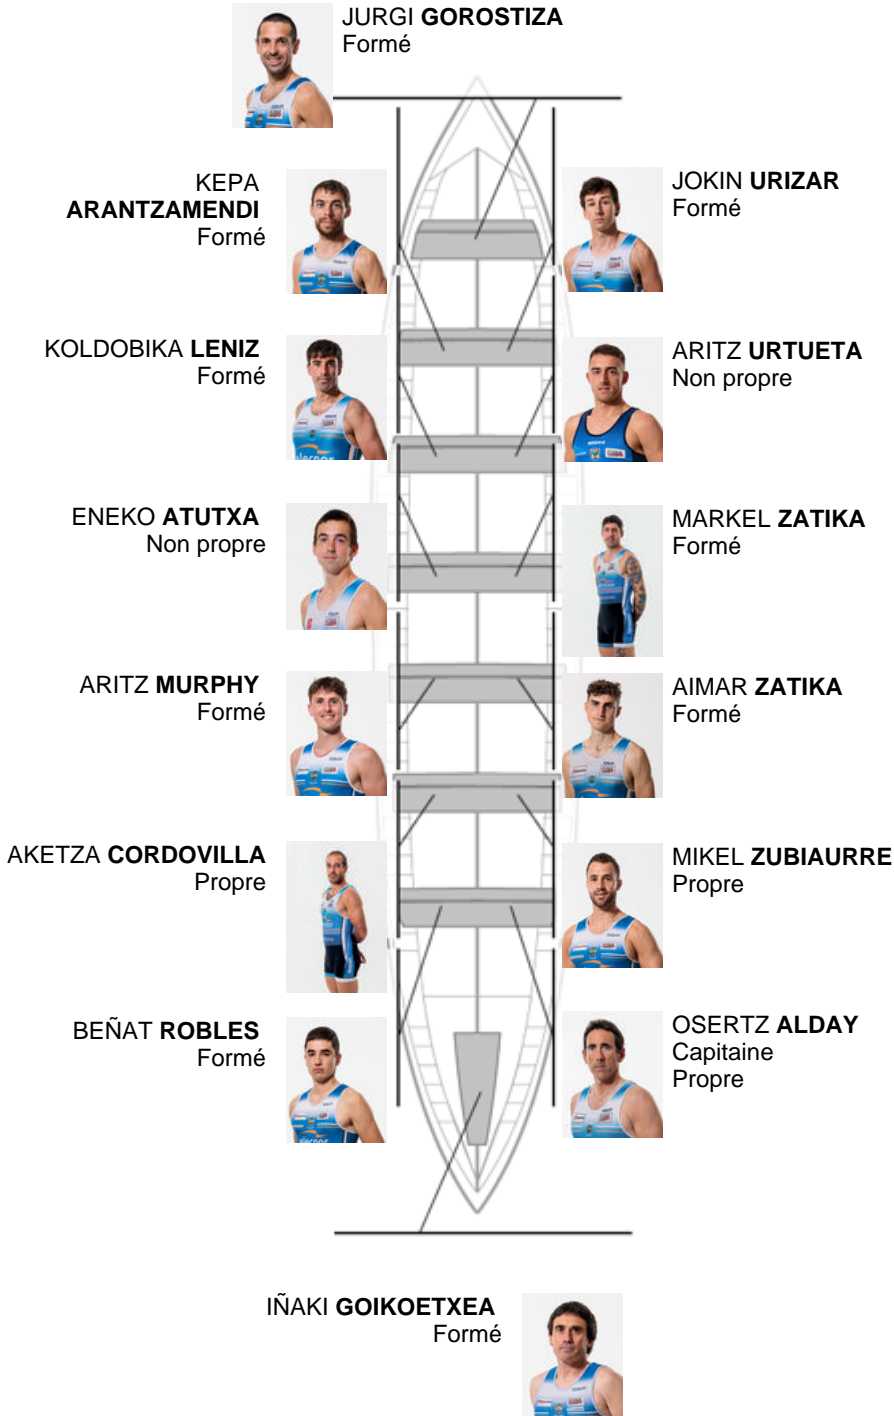 JURGI GOROSTIZA
Formé
KEPA
ARANTZAMENDI
Formé
JOKIN URIZAR
Formé
KOLDOBIKA LENIZ
Formé
ARITZ URTUETA
Non propre
ENEKO ATUTXA
Non propre
MARKEL ZATIKA
Formé
ARITZ MURPHY
Formé
AIMAR ZATIKA
Formé
AKETZA CORDOVILLA
Propre
MIKEL ZUBIAURRE
Propre
BEÑAT ROBLES
Formé
OSERTZ ALDAY
Capitaine
Propre
IÑAKI GOIKOETXEA
Formé